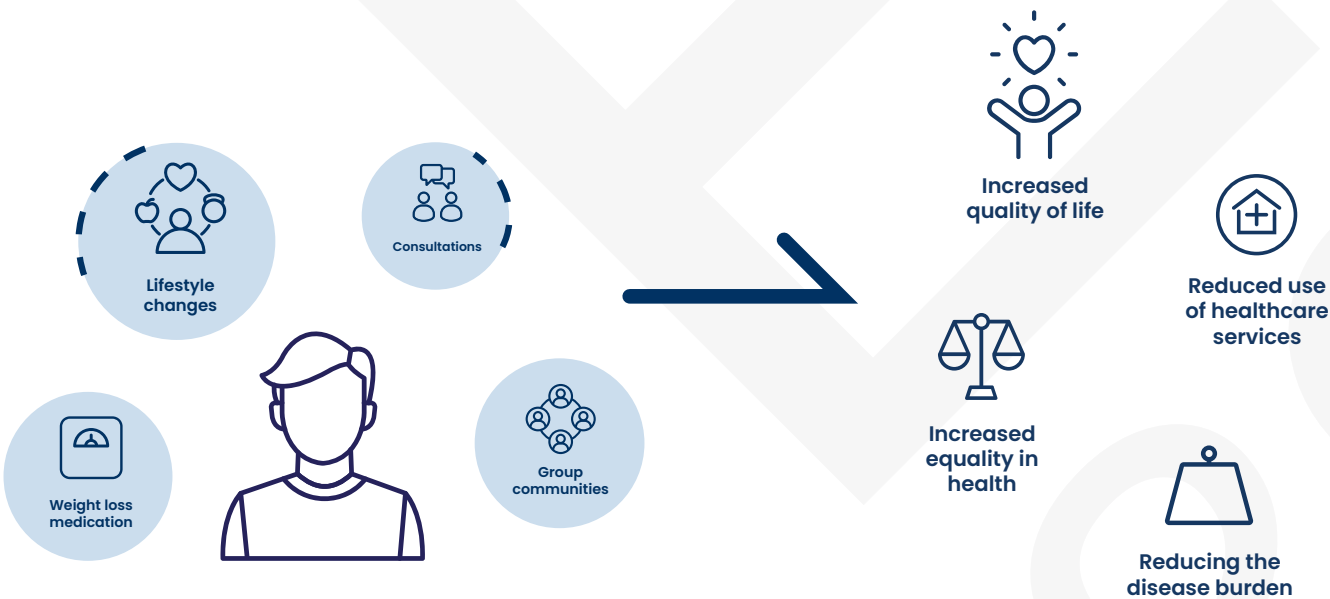 Lifestyle
changes
Consultations
Weight loss
medication
Group
communities
Increased
quality of life
Reduced use
of healthcare
services
Increased
equality in
health
Reducing the
disease burden